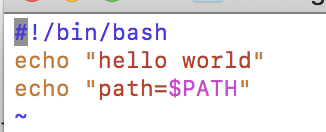 #!/bin/bash
echo "hello world"
echo "path=$PATH"
~